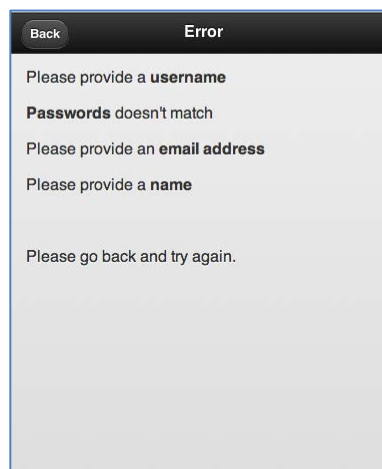 Back
Error
Please provide a username
Passwords doesn't match
Please provide an email address
Please provide a name
Please go back and try again.